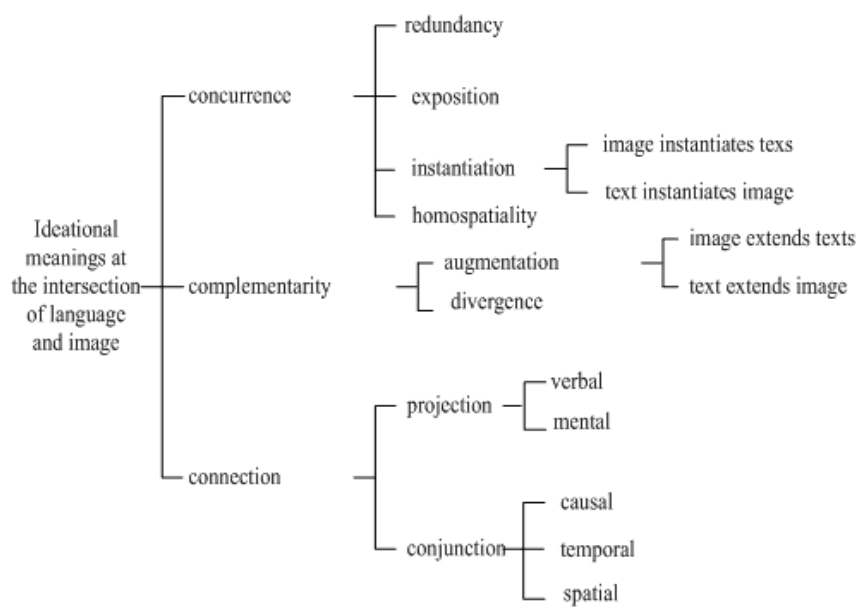 redundancy
concurrence
exposition
instantiation
image instantiates texs
text instantiates image
homospatiality
Ideational
meanings at
the intersection
of language
and image
complementarity
augmentation
divergence
image extends texts
text extends image
connection
projection
verbal
mental
conjunction
causal
temporal
spatial